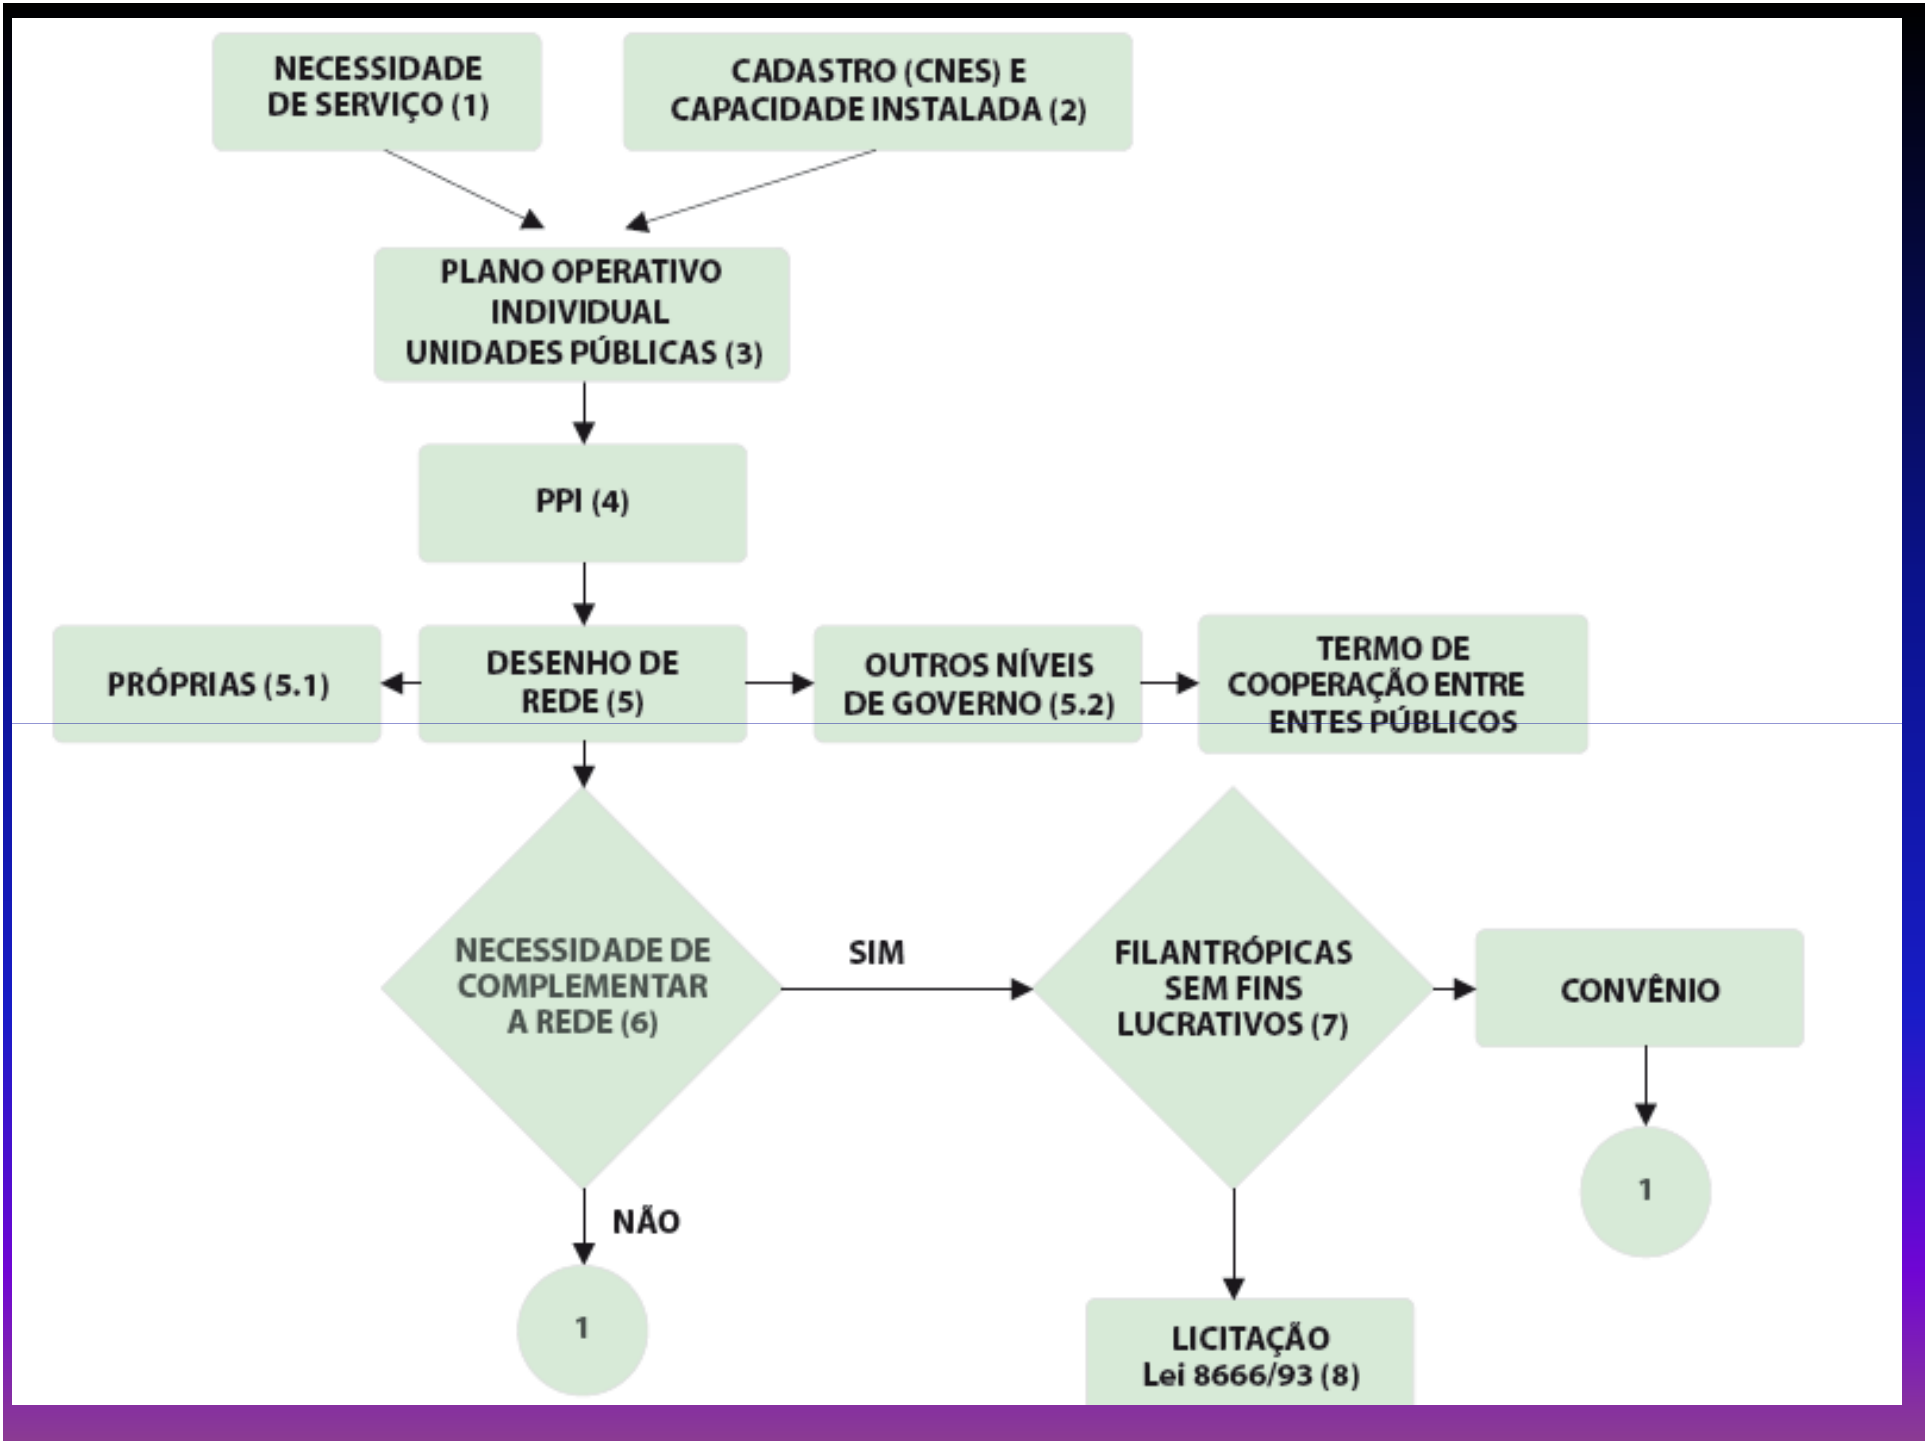 NECESSIDADE
DE SERVIÇO (1)
CADASTRO (CNES) E
CAPACIDADE INSTALADA (2)
PLANO OPERATIVO
INDIVIDUAL
UNIDADES PÚBLICAS (3)
PPI (4)
PRÓPRIAS (5.1)
DESENHO DE
REDE (5)
OUTROS NÍVEIS
DE GOVERNO (5.2)
TERMO DE
COOPERAÇÃO ENTRE
ENTES PÚBLICOS
NECESSIDADE DE
COMPLEMENTAR
A REDE (6)
SIM
FILANTRÓPICAS
SEM FINS
LUCRATIVOS (7)
CONVÊNIO
1
NÃO
1
LICITAÇÃO
Lei 8666/93 (8)